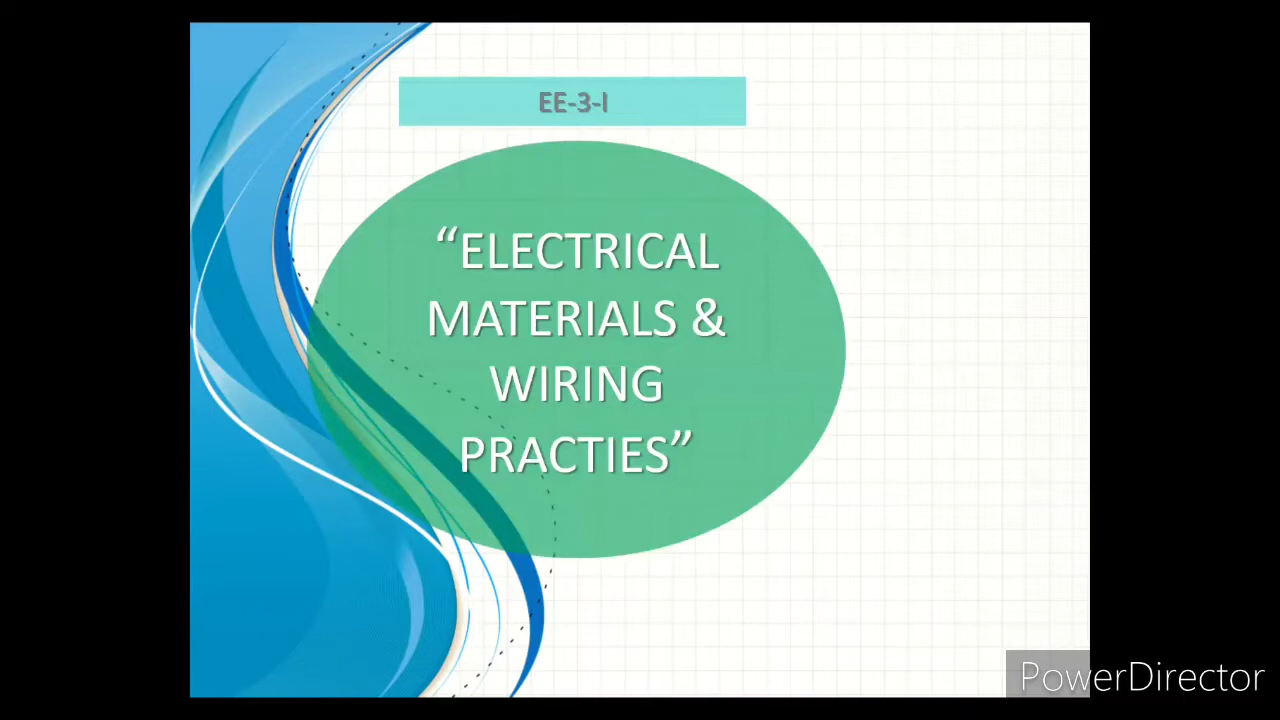 EE-3-I
“ELECTRICAL
MATERIALS &
WIRING
PRACTIES”
PowerDirector